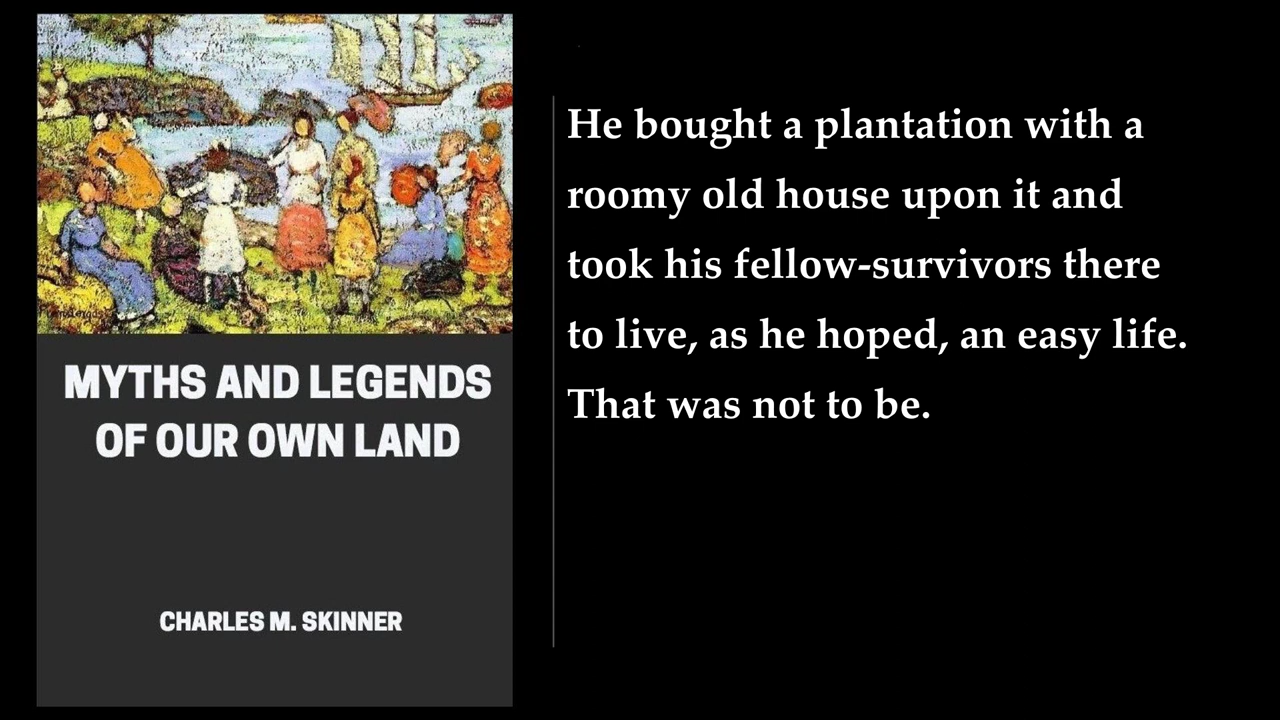 MYTHS AND LEGENDS
OF OUR OWN LAND
CHARLES M. SKINNER
He bought a plantation with a
roomy old house upon it and
took his fellow-survivors there
to live, as he hoped, an easy life.
That was not to be.